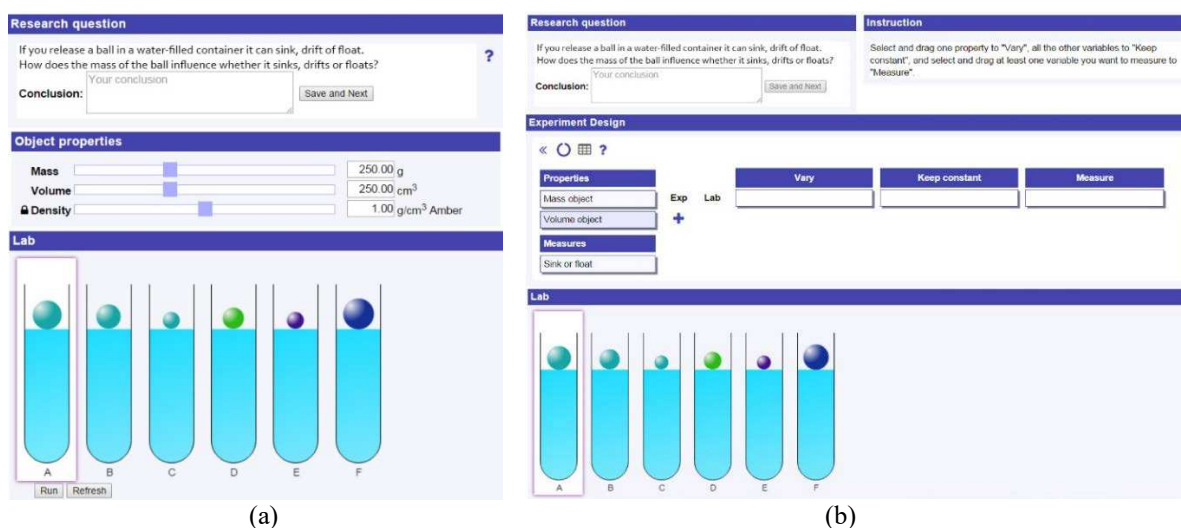 Research question
If you release a ball in a water-filled container it can sink, drift of float.
How does the mass of the ball influence whether it sinks, drifts or floats?
?
Conclusion:
Your conclusion
Save and Next
Object properties
Mass 250.00 g
Volume 250.00 cm³
Density 1.00 g/cm³ Amber
Lab
A B C D E F
Run Refresh
(a)
Research question
If you release a ball in a water-filled container it can sink, drift of float.
How does the mass of the ball influence whether it sinks, drifts or floats?
Conclusion:
Your conclusion
Save and Next
Instruction
Select and drag one property to "Vary", all the other variables to "Keep
constant", and select and drag at least one variable you want to measure to
"Measure".
Experiment Design
« ?
Properties
Mass object
Volume object
Measures
Sink or float
Exp Lab
+
Vary Keep constant Measure
Lab
A B C D E F
(b)